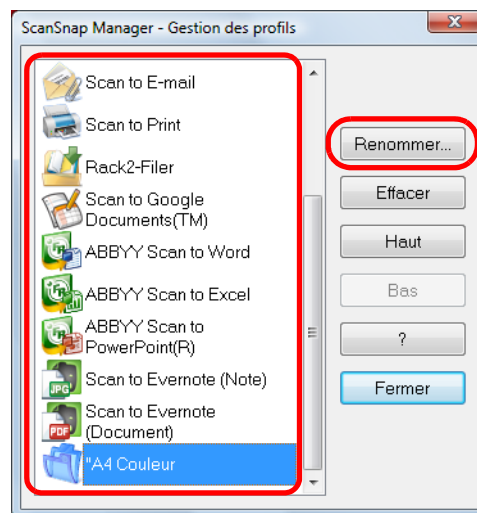 ScanSnap Manager - Gestion des profils
Scan to E-mail
Scan to Print
Rack2-Filer
Scan to Google
Documents(TM)
ABBYY Scan to Word
ABBYY Scan to Excel
ABBYY Scan to
PowerPoint(R)
JPG
Scan to Evernote (Note)
PDF
Scan to Evernote
(Document)
"A4 Couleur
Renommer...
Effacer
Haut
Bas
?
Fermer